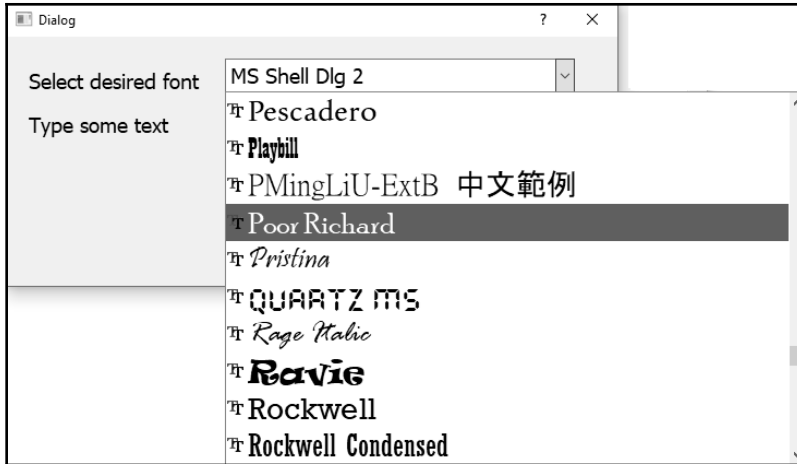 Dialog ? ×
Select desired font MS Shell Dlg 2
Type some text
Pescadero
Playbill
PMingLiU-ExtB 中文範例
Poor Richard
Pristina
QUARTZ MS
Rage Italic
Ravie
Rockwell
Rockwell Condensed